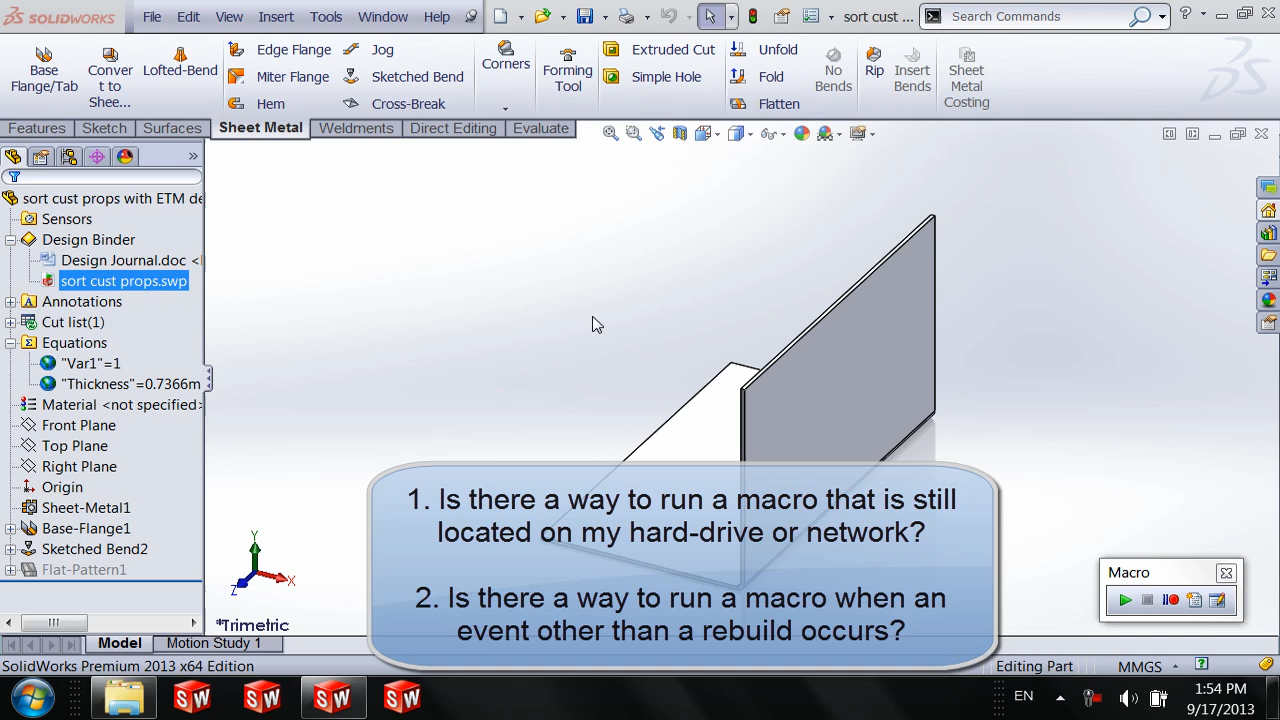 SOLIDWORKS File Edit View Insert Tools Window Help sort cust ... Search Commands ?
Base Flange/Tab
Conver t to Shee...
Lofted-Bend
Edge Flange
Miter Flange
Hem
Jog
Sketched Bend
Cross-Break
Corners
Forming Tool
Extruded Cut
Simple Hole
Unfold
Fold
Flatten
No Bends
Rip
Insert Bends
Sheet Metal Costing
Features Sketch Surfaces Sheet Metal Weldments Direct Editing Evaluate
»
sort cust props with ETM de
Sensors
Design Binder
Design Journal.doc <
sort cust props.swp
Annotations
Cut list(1)
Equations
"Var1"=1
"Thickness"=0.7366m
Material <not specified>
Front Plane
Top Plane
Right Plane
Origin
Sheet-Metal1
Base-Flange1
Sketched Bend2
Flat-Pattern1
Y
X
Z
*Trimetric
1. Is there a way to run a macro that is still
located on my hard-drive or network?
2. Is there a way to run a macro when an
event other than a rebuild occurs?
Macro
Model Motion Study 1
SolidWorks Premium 2013 x64 Edition Editing Part MMGS ?
SW SW SW SW EN 1:54 PM
9/17/2013